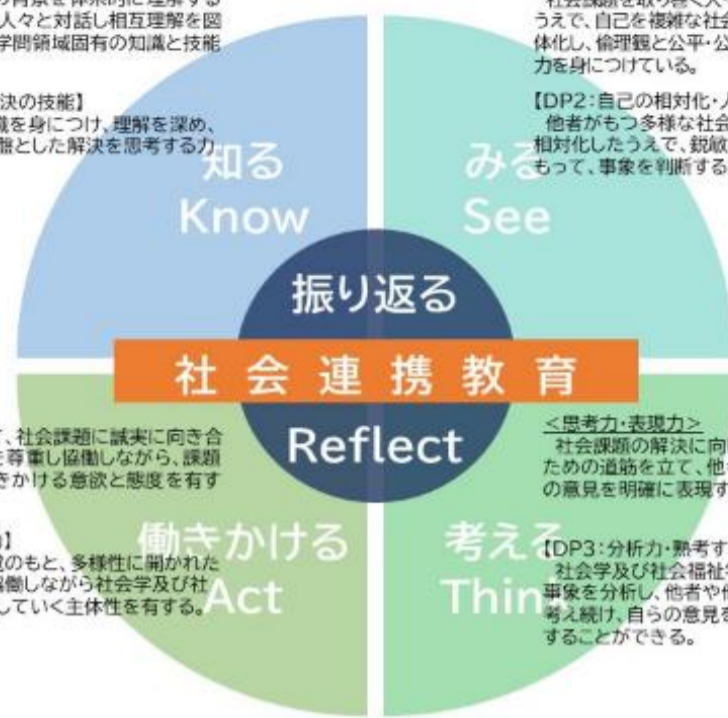 背景を体系的に理解する
人々と対話し相互理解を図
学問領域固有の知識と技能
決の技能】
識を身につけ、理解を深め、
盤とした解決を思考する力
知る
Know
社会課題を取り巻く
うえで、自己を複雑な社会
体化し、倫理観と公平・公
力を身につけている。
【DP2:自己の相対化・
他者がもつ多様な社会
相対化したうえで、鋭敏
もって、事象を判断する
みる
See
振り返る
社会連携教育
Reflect
、社会課題に誠実に向き合
を尊重し協働しながら、課題
きかける意欲と態度を有す
】
のもと、多様性に開かれた
協働しながら社会学及び社
していく主体性を有する。
働きかける
Act
<思考力・表現力>
社会課題の解決に向
ための道筋を立て、他
の意見を明確に表現す
【DP3:分析力・熟考す
社会学及び社会福祉
事象を分析し、他者や
考え続け、自らの意見を
することができる。
考える
Think